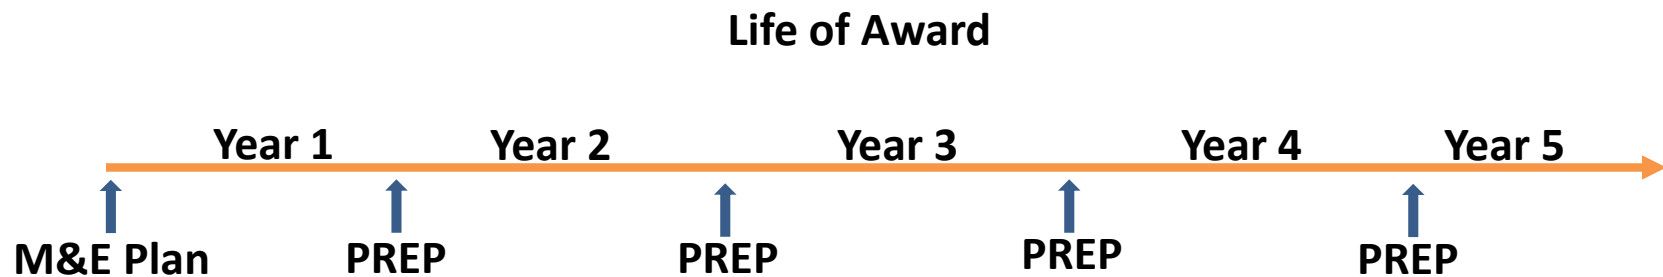 Life of Award
Year 1 Year 2 Year 3 Year 4 Year 5
M&E Plan PREP PREP PREP PREP